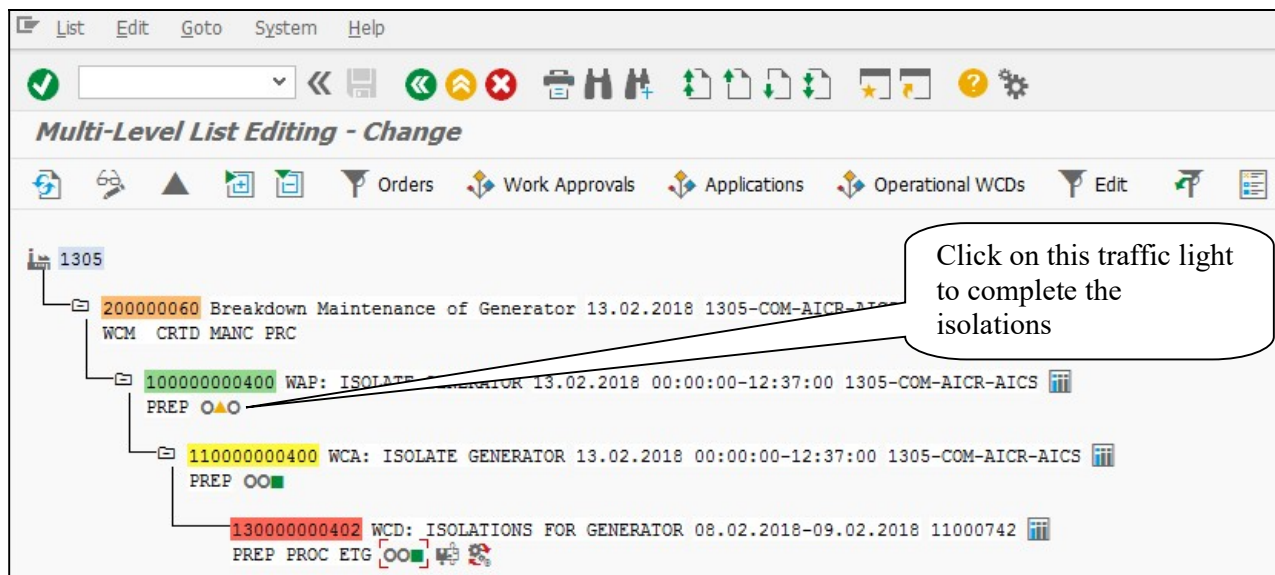 List Edit Goto System Help
Multi-Level List Editing - Change
Orders Work Approvals Applications Operational WCDs Edit
1305
Click on this traffic light
to complete the
isolations
200000060 Breakdown Maintenance of Generator 13.02.2018 1305-COM-AICR-AICS
WCM CRTD MANC PRC
100000000400 WAP: ISOLATE GENERATOR 13.02.2018 00:00:00-12:37:00 1305-COM-AICR-AICS
PREP
110000000400 WCA: ISOLATE GENERATOR 13.02.2018 00:00:00-12:37:00 1305-COM-AICR-AICS
PREP
130000000402 WCD: ISOLATIONS FOR GENERATOR 08.02.2018-09.02.2018 11000742
PREP PROC ETG